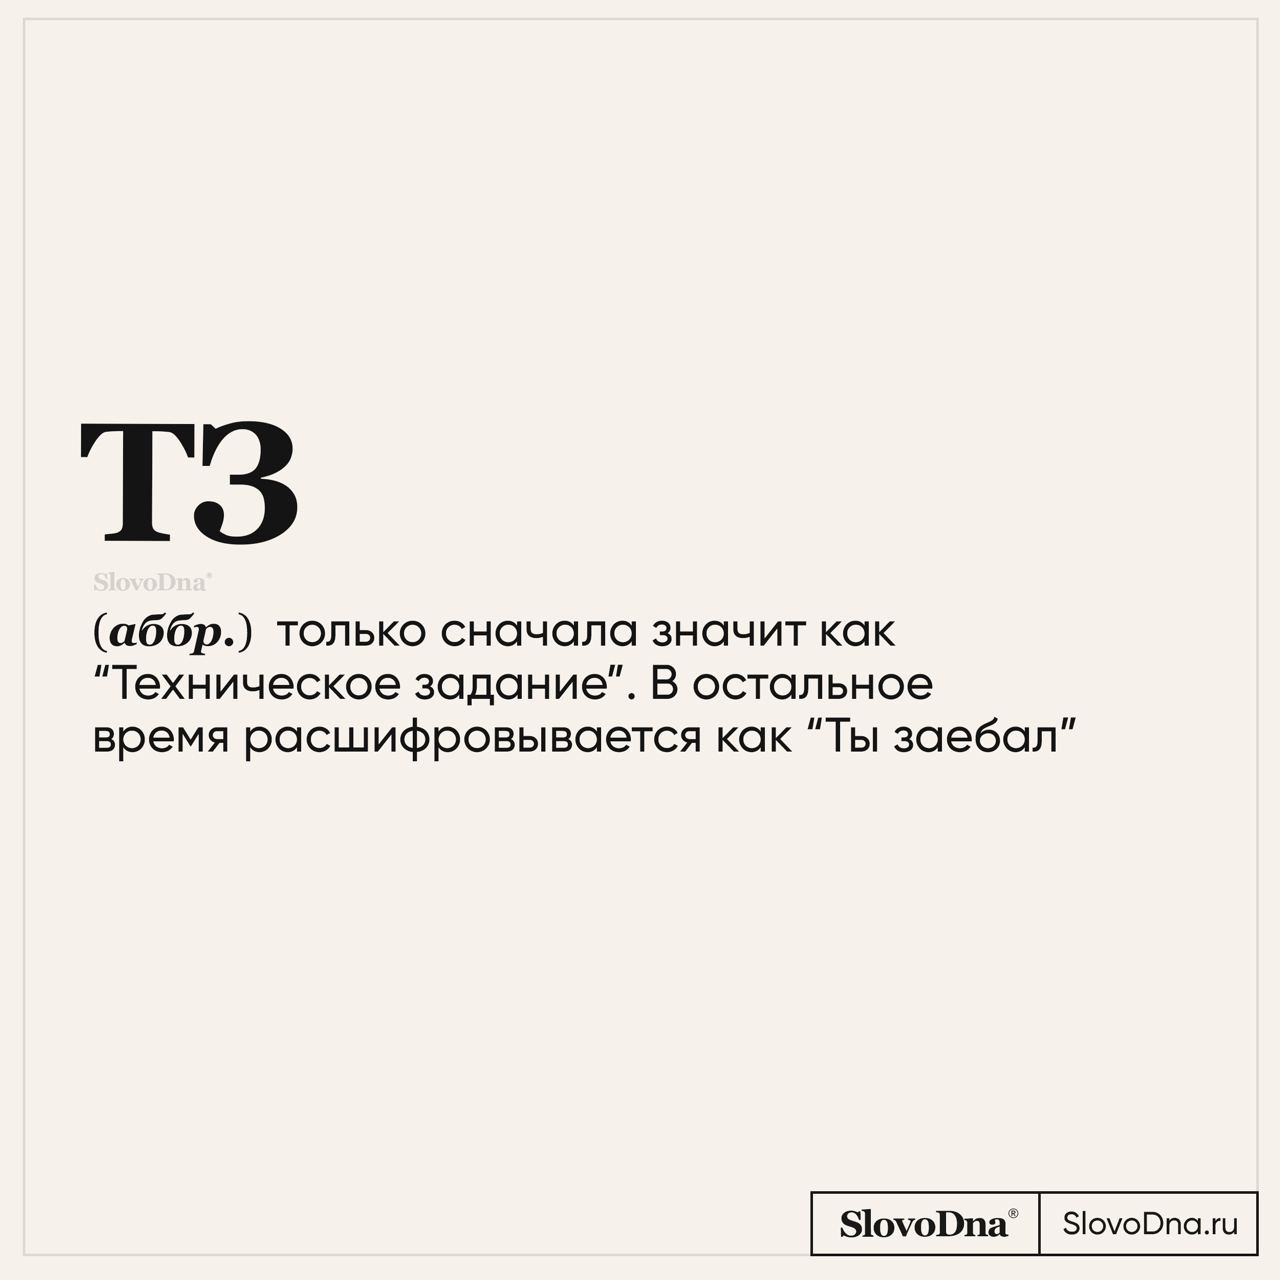 ТЗ
SlovoDna®
(аббр.) только сначала значит как
“Техническое задание”. В остальное
время расшифровывается как “Ты заебал”
SlovoDna® SlovoDna.ru